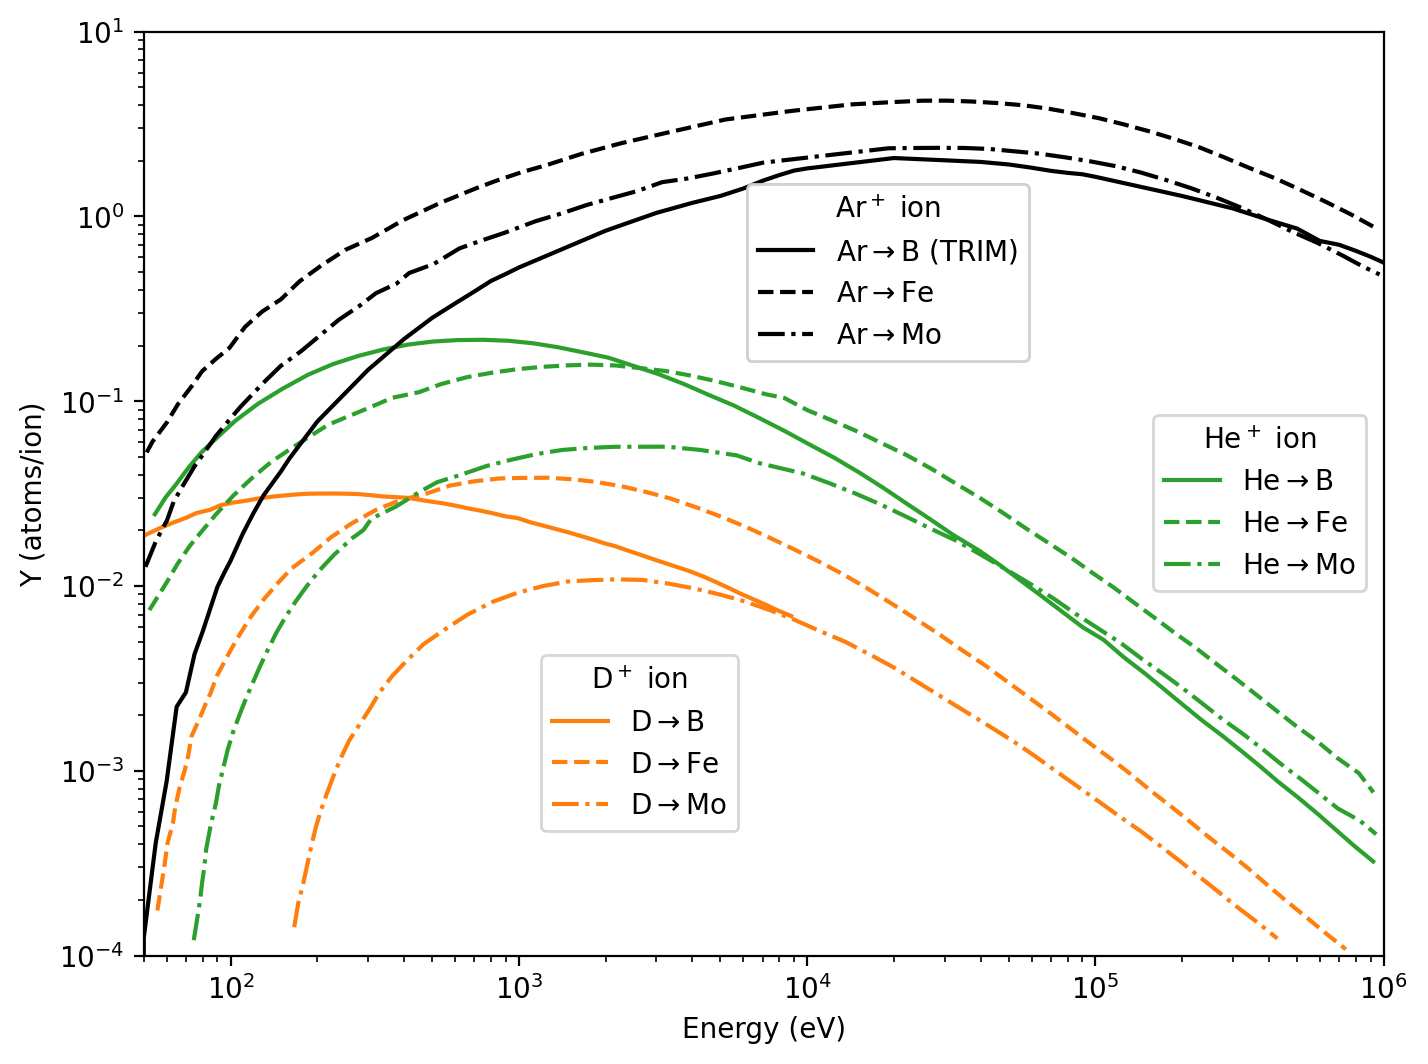 10¹
10⁰
10⁻¹
10⁻²
10⁻³
10⁻⁴
Y (atoms/ion)
Ar⁺ ion
Ar→B (TRIM)
Ar→Fe
Ar→Mo
He⁺ ion
He→B
He→Fe
He→Mo
D⁺ ion
D→B
D→Fe
D→Mo
10² 10³ 10⁴ 10⁵ 10⁶
Energy (eV)